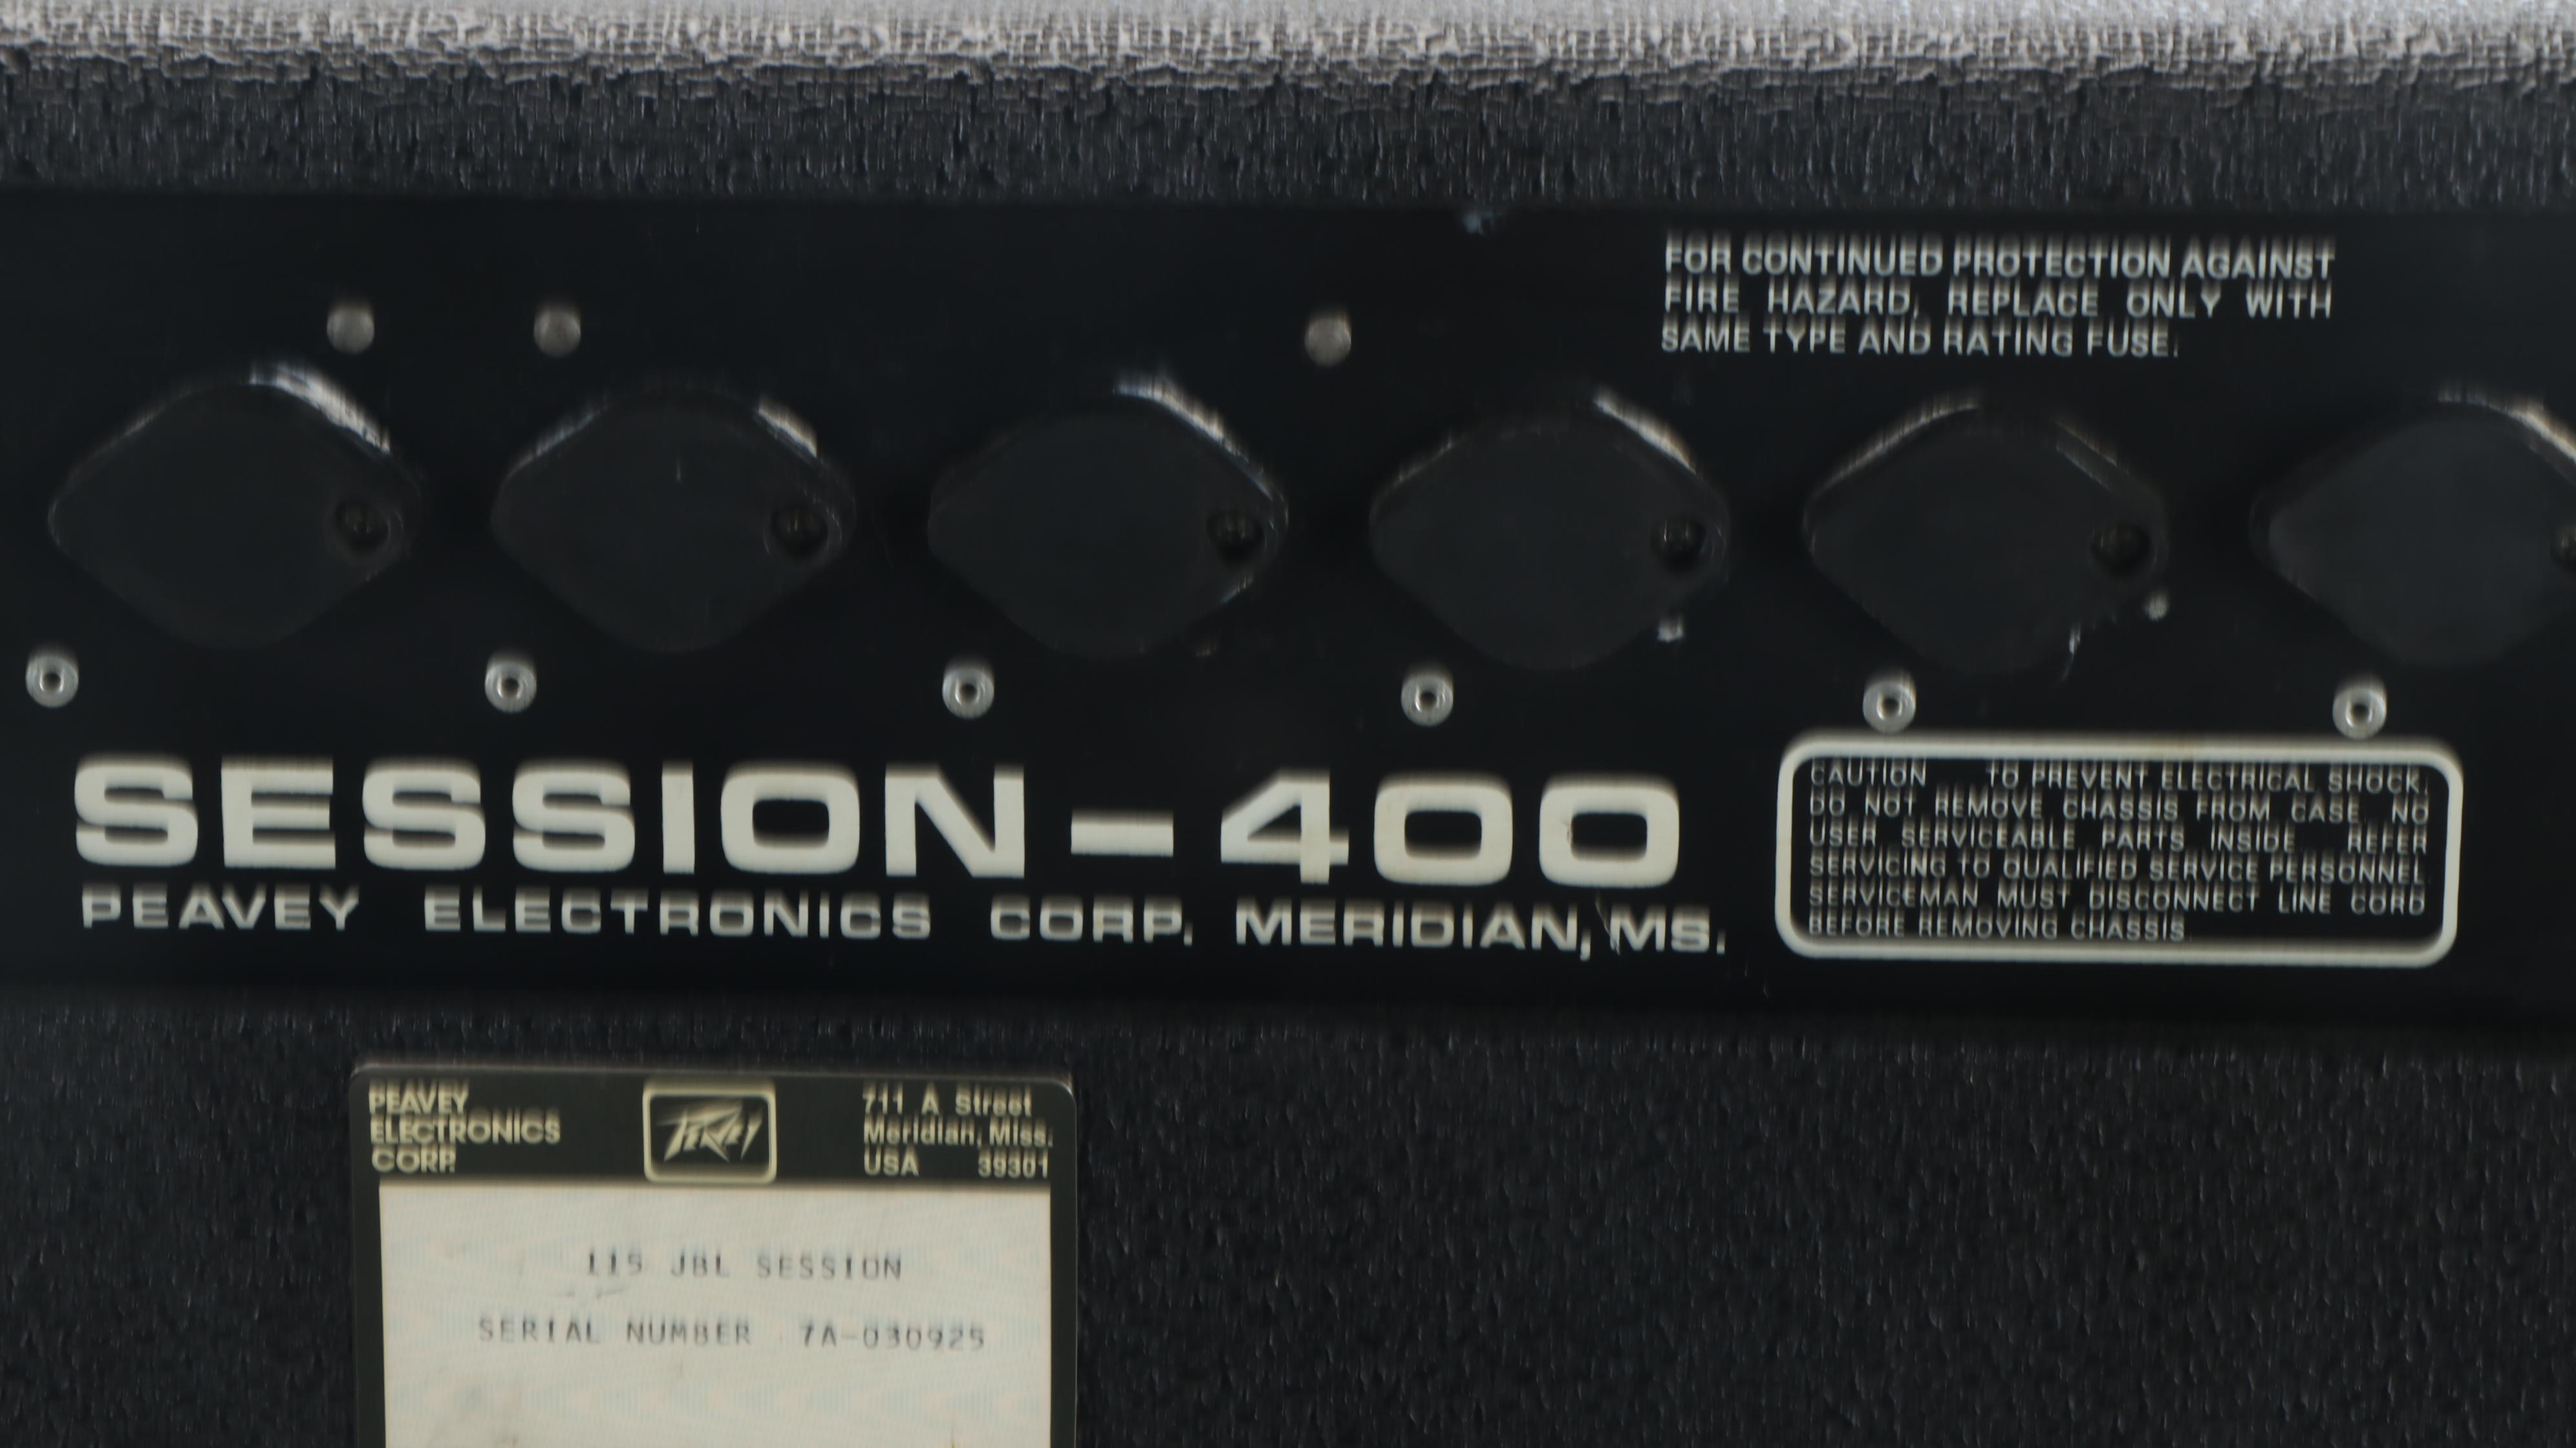 FOR CONTINUED PROTECTION AGAINST
FIRE HAZARD, REPLACE ONLY WITH
SAME TYPE AND RATING FUSE.
SESSION-400
PEAVEY ELECTRONICS CORP. MERIDIAN, MS.
CAUTION TO PREVENT ELECTRICAL SHOCK.
DO NOT REMOVE CHASSIS FROM CASE NO
USER SERVICEABLE PARTS INSIDE REFER
SERVICING TO QUALIFIED SERVICE PERSONNEL
SERVICEMAN MUST DISCONNECT LINE CORD
BEFORE REMOVING CHASSIS
PEAVEY
ELECTRONICS
CORP.
PEAVEY
711 A Street
Meridian, Miss.
USA 39301
115 JBL SESSION
SERIAL NUMBER 7A-030925